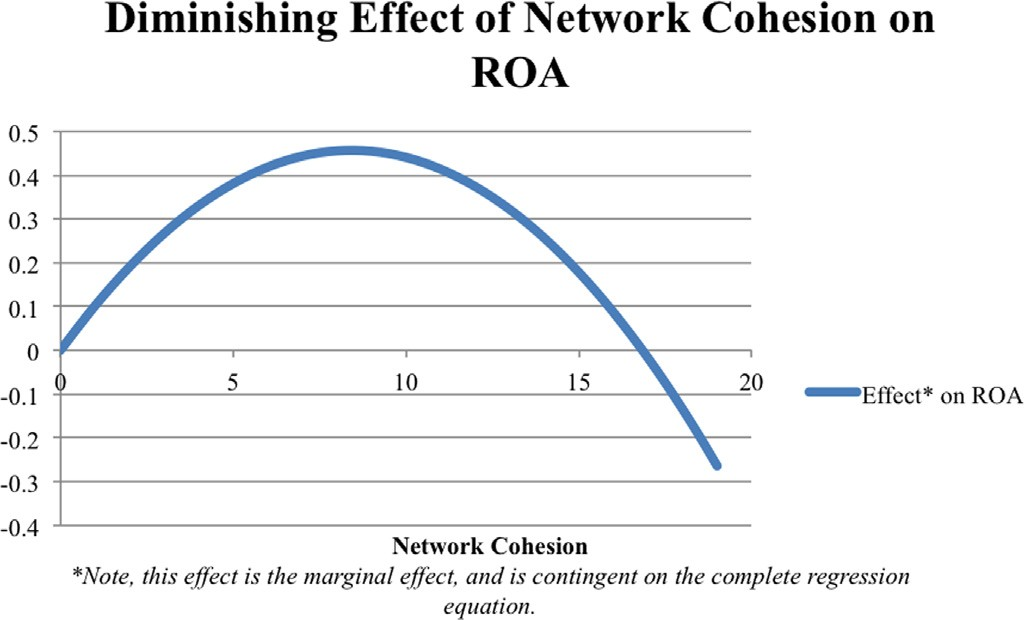 Diminishing Effect of Network Cohesion on
ROA
0.5
0.4
0.3
0.2
0.1
0
-0.1
-0.2
-0.3
-0.4
0 5 10 15 20
Effect* on ROA
Network Cohesion
*Note, this effect is the marginal effect, and is contingent on the complete regression
equation.